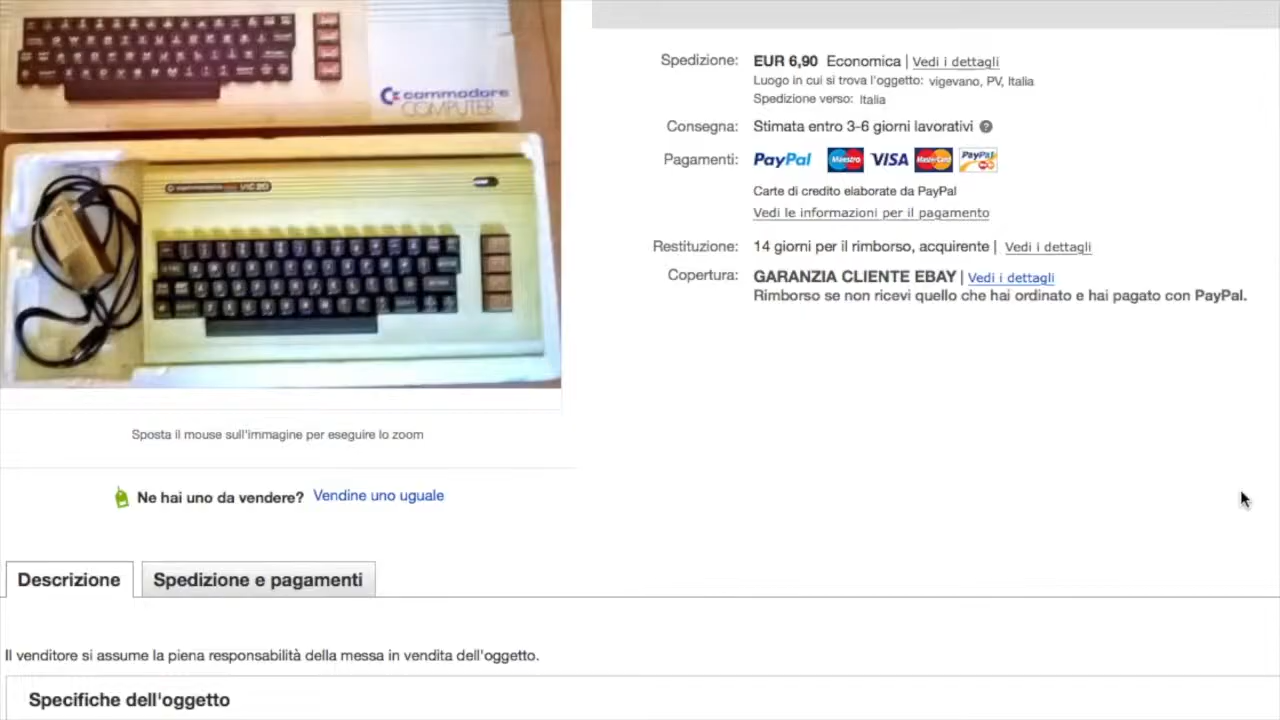 commodore
COMPUTER
commodore VIC 20
Spedizione: EUR 6,90 Economica | Vedi i dettagli
Luogo in cui si trova l'oggetto: vigevano, PV, Italia
Spedizione verso: Italia
Consegna: Stimata entro 3-6 giorni lavorativi ?
Pagamenti: PayPal Maestro VISA MasterCard PayPal
Carte di credito elaborate da PayPal
Vedi le informazioni per il pagamento
Restituzione: 14 giorni per il rimborso, acquirente | Vedi i dettagli
Copertura: GARANZIA CLIENTE EBAY | Vedi i dettagli
Rimborso se non ricevi quello che hai ordinato e hai pagato con PayPal.
Sposta il mouse sull'immagine per eseguire lo zoom
Ne hai uno da vendere? Vendine uno uguale
Descrizione
Spedizione e pagamenti
Il venditore si assume la piena responsabilità della messa in vendita dell'oggetto.
Specifiche dell'oggetto